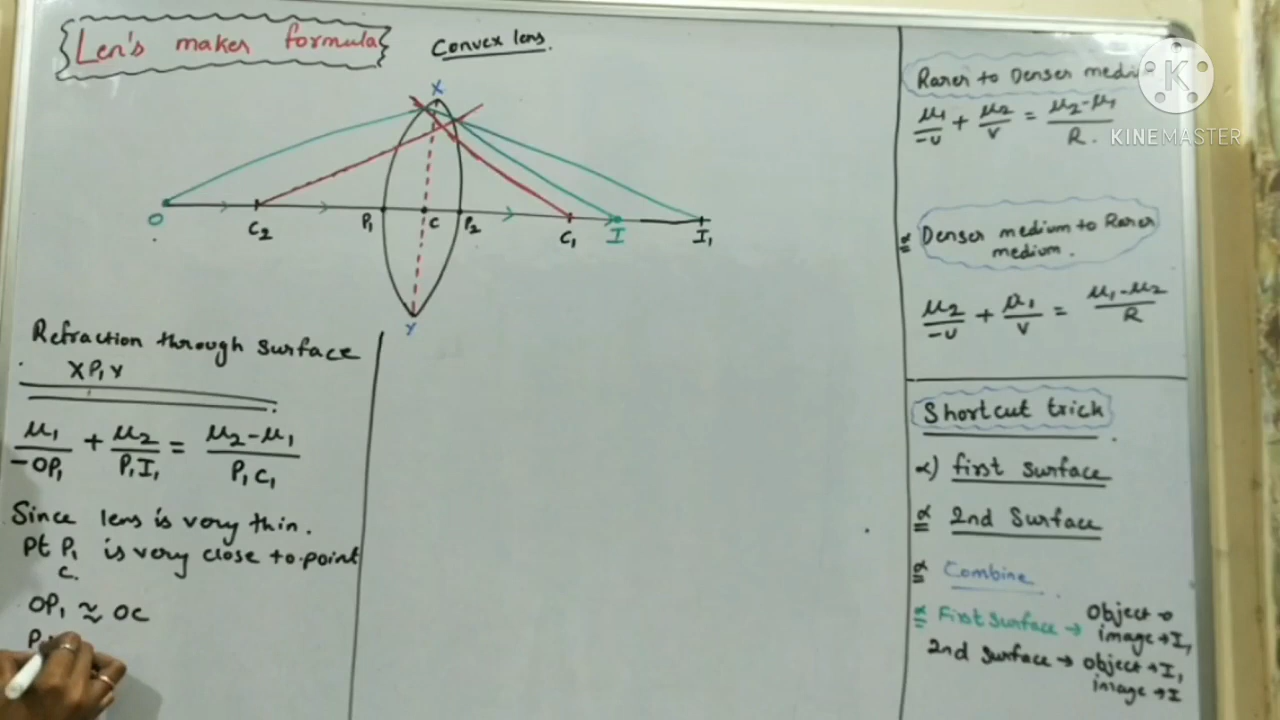 Len's maker formula
Convex lens
X
O
C₂
P₁
C
P₂
C₁
I
I₁
Y
Refraction through surface
XP₁Y
μ₁/-OP₁ + μ₂/P₁I₁ = μ₂-μ₁/P₁C₁
Since lens is very thin.
Pt P₁ is very close to point
C.
OP₁ ≈ OC
Rarer to Denser medium
μ₁/-u + μ₂/v = μ₂-μ₁/R.
Denser medium to Rarer
medium.
μ₂/-u + μ₁/v = μ₁-μ₂/R
Shortcut trick
α) first surface
2nd Surface
Combine
First surface → Object → O
image → I₁
2nd surface → object → I₁
image → I
K
KINEMASTER